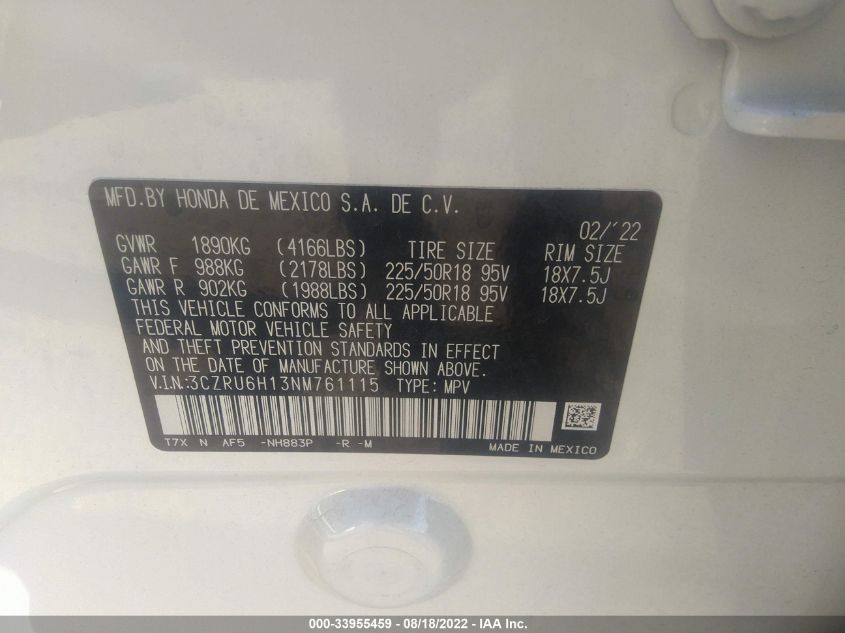 MFD.BY HONDA DE MEXICO S.A. DE C.V.
02/'22
GVWR 1890KG (4166LBS) TIRE SIZE RIM SIZE
GAWR F 988KG (2178LBS) 225/50R18 95V 18X7.5J
GAWR R 902KG (1988LBS) 225/50R18 95V 18X7.5J
THIS VEHICLE CONFORMS TO ALL APPLICABLE
FEDERAL MOTOR VEHICLE SAFETY
AND THEFT PREVENTION STANDARDS IN EFFECT
ON THE DATE OF MANUFACTURE SHOWN ABOVE.
V.I.N.:3CZRU6H13NM761115 TYPE: MPV
T7X N AF5 -NH883P -R -M MADE IN MEXICO
000-33955459 - 08/18/2022 - IAA Inc.